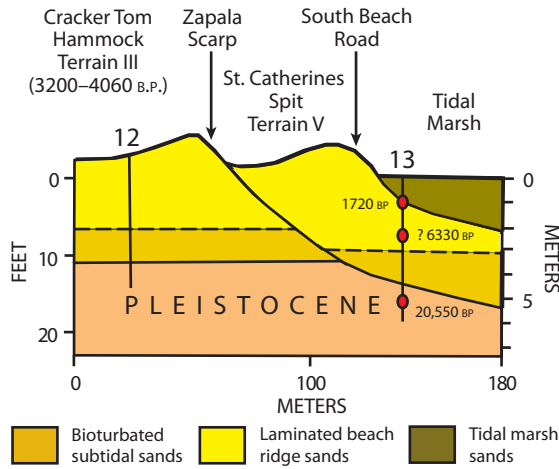 Cracker Tom
Hammock
Terrain III
(3200–4060 B.P.)
Zapala
Scarp
St. Catherines
Spit
Terrain V
South Beach
Road
Tidal
Marsh
12
13
0
10
20
FEET
0
5
METERS
1720 BP
? 6330 BP
20,550 BP
PLEISTOCENE
0
100
180
METERS
Bioturbated
subtidal sands
Laminated beach
ridge sands
Tidal marsh
sands